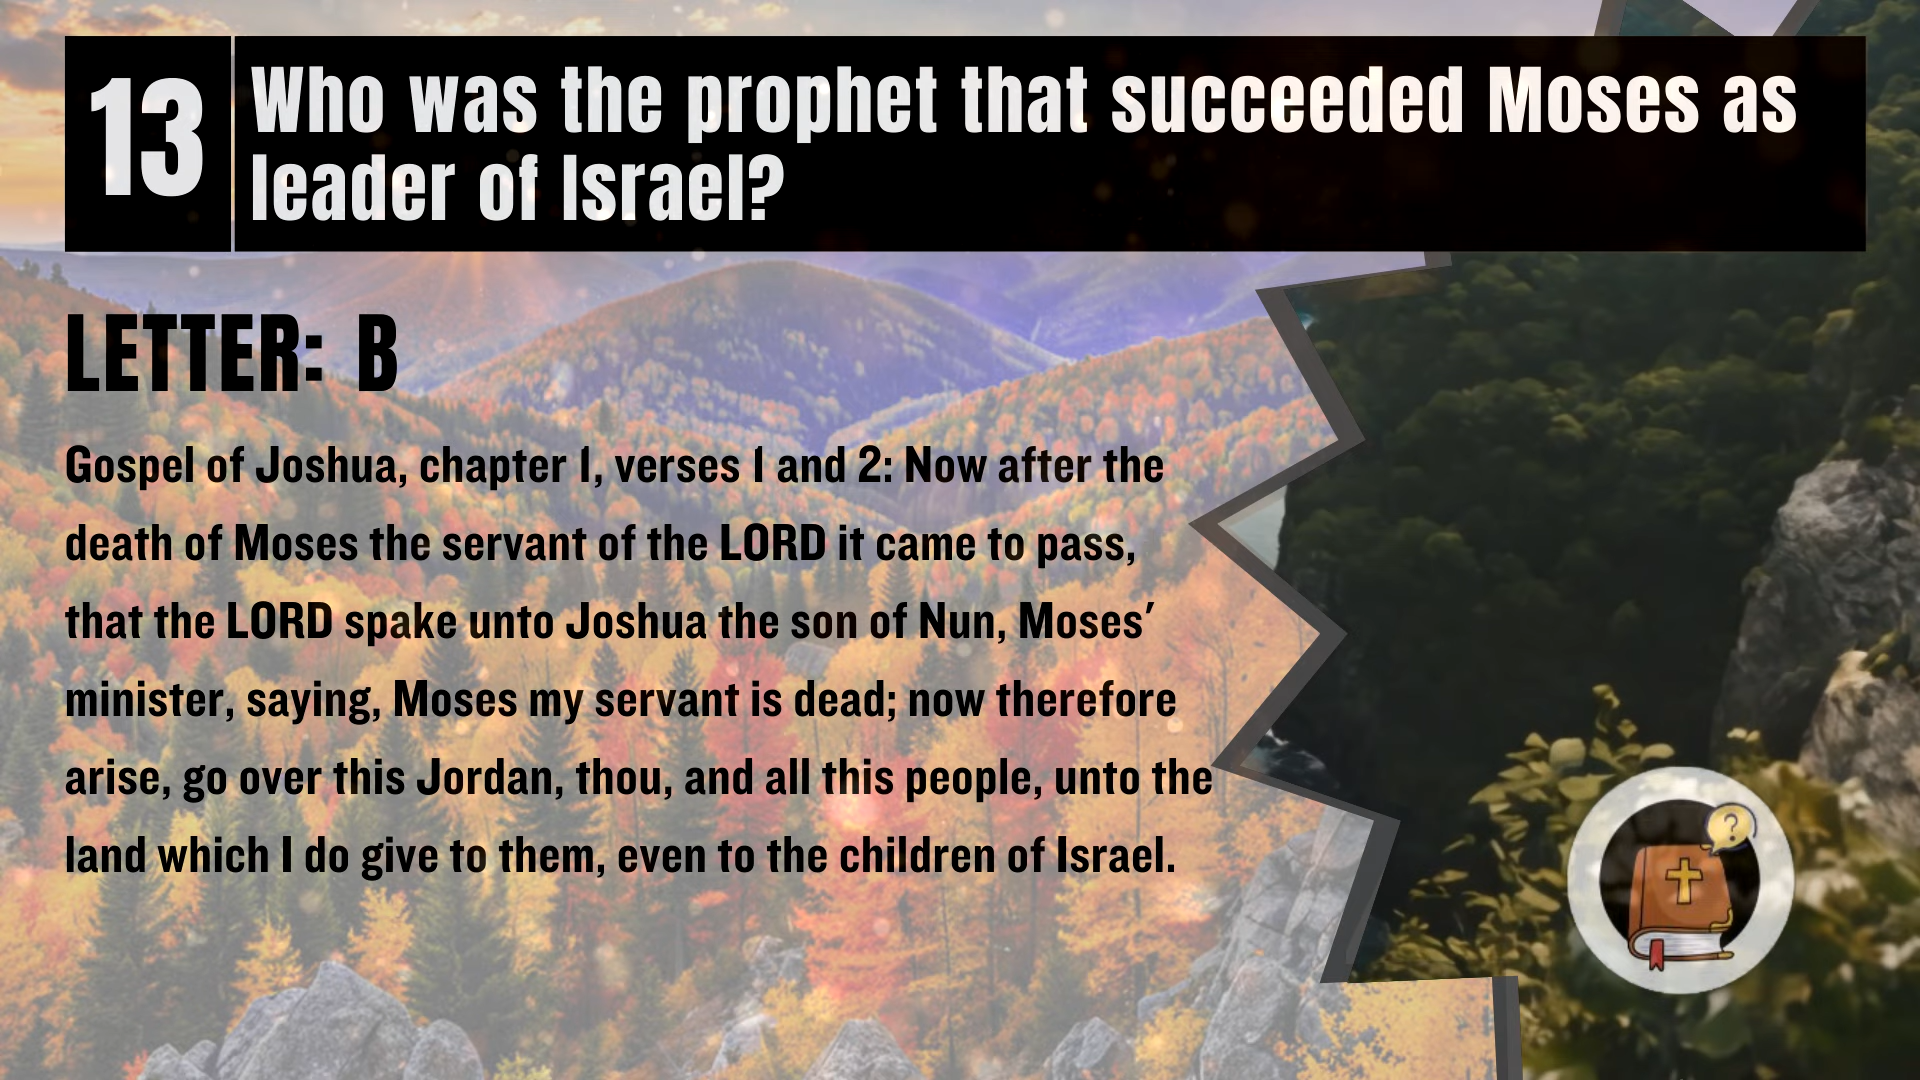 13
Who was the prophet that succeeded Moses as
leader of Israel?
LETTER: B
Gospel of Joshua, chapter 1, verses 1 and 2: Now after the
death of Moses the servant of the LORD it came to pass,
that the LORD spake unto Joshua the son of Nun, Moses'
minister, saying, Moses my servant is dead; now therefore
arise, go over this Jordan, thou, and all this people, unto the
land which I do give to them, even to the children of Israel.
?